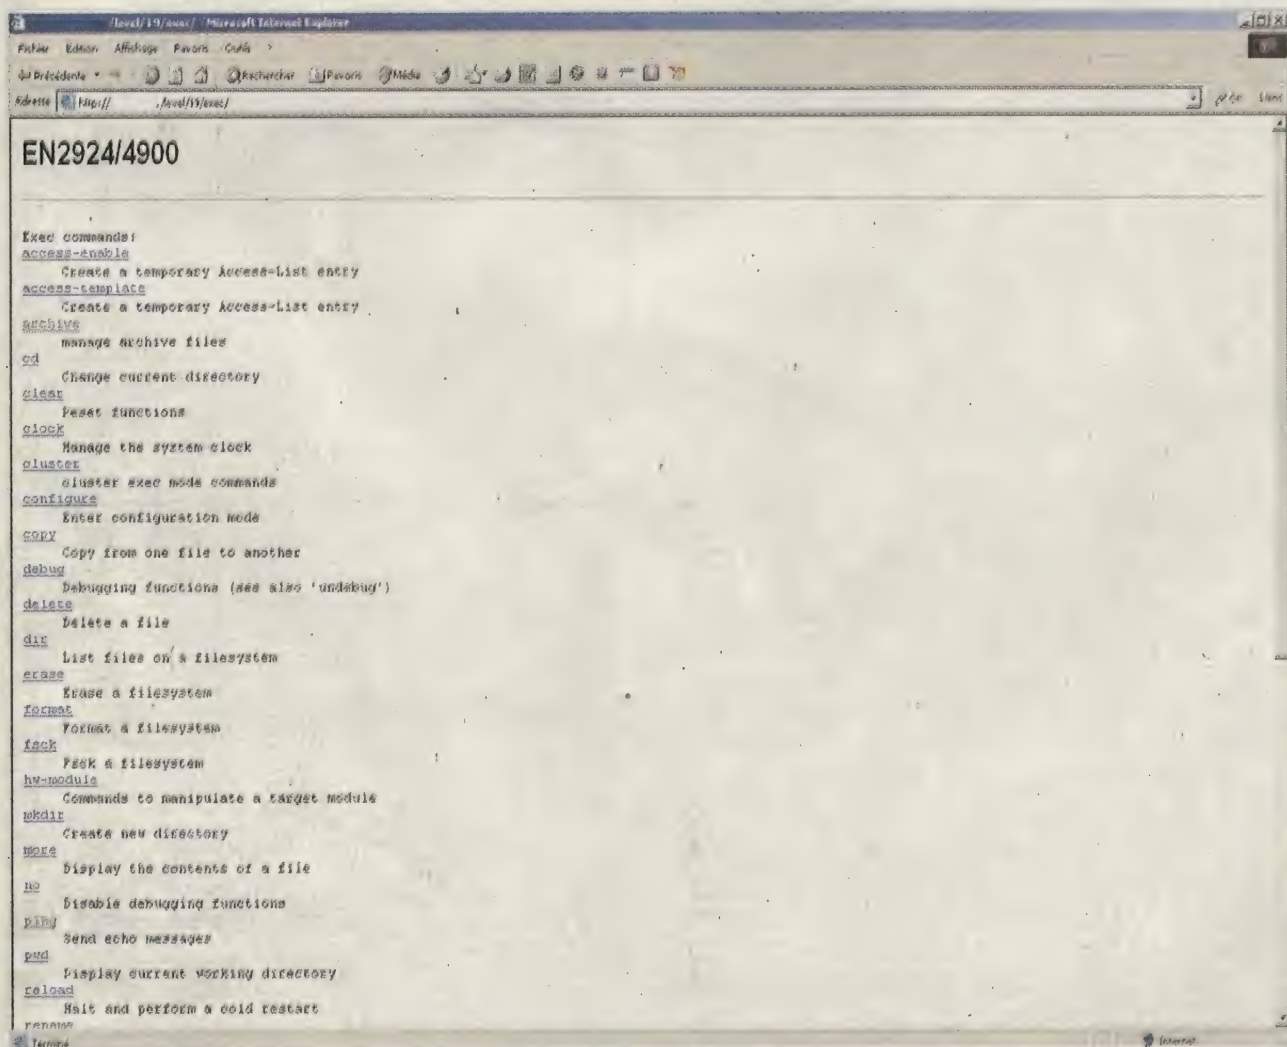 /level/19/exec/ Microsoft Internet Explorer
Fichier Edition Affichage Favoris Outils
Précédente Rechercher Favoris Média
Adresse http:// /level/19/exec/ OK Liens
EN2924/4900
Exec commands:
access-enable
Create a temporary Access-List entry
access-template
Create a temporary Access-List entry
archive
manage archive files
cd
Change current directory
clear
Reset functions
clock
Manage the system clock
cluster
cluster exec mode commands
configure
Enter configuration mode
copy
Copy from one file to another
debug
Debugging functions (see also 'undebug')
delete
Delete a file
dir
List files on a filesystem
erase
Erase a filesystem
format
Format a filesystem
fsck
Fsck a filesystem
hw-module
Commands to manipulate a target module
mkdir
Create new directory
more
Display the contents of a file
no
Disable debugging functions
ping
Send echo messages
pwd
Display current working directory
reload
Halt and perform a cold restart
rename
Terminé Internet